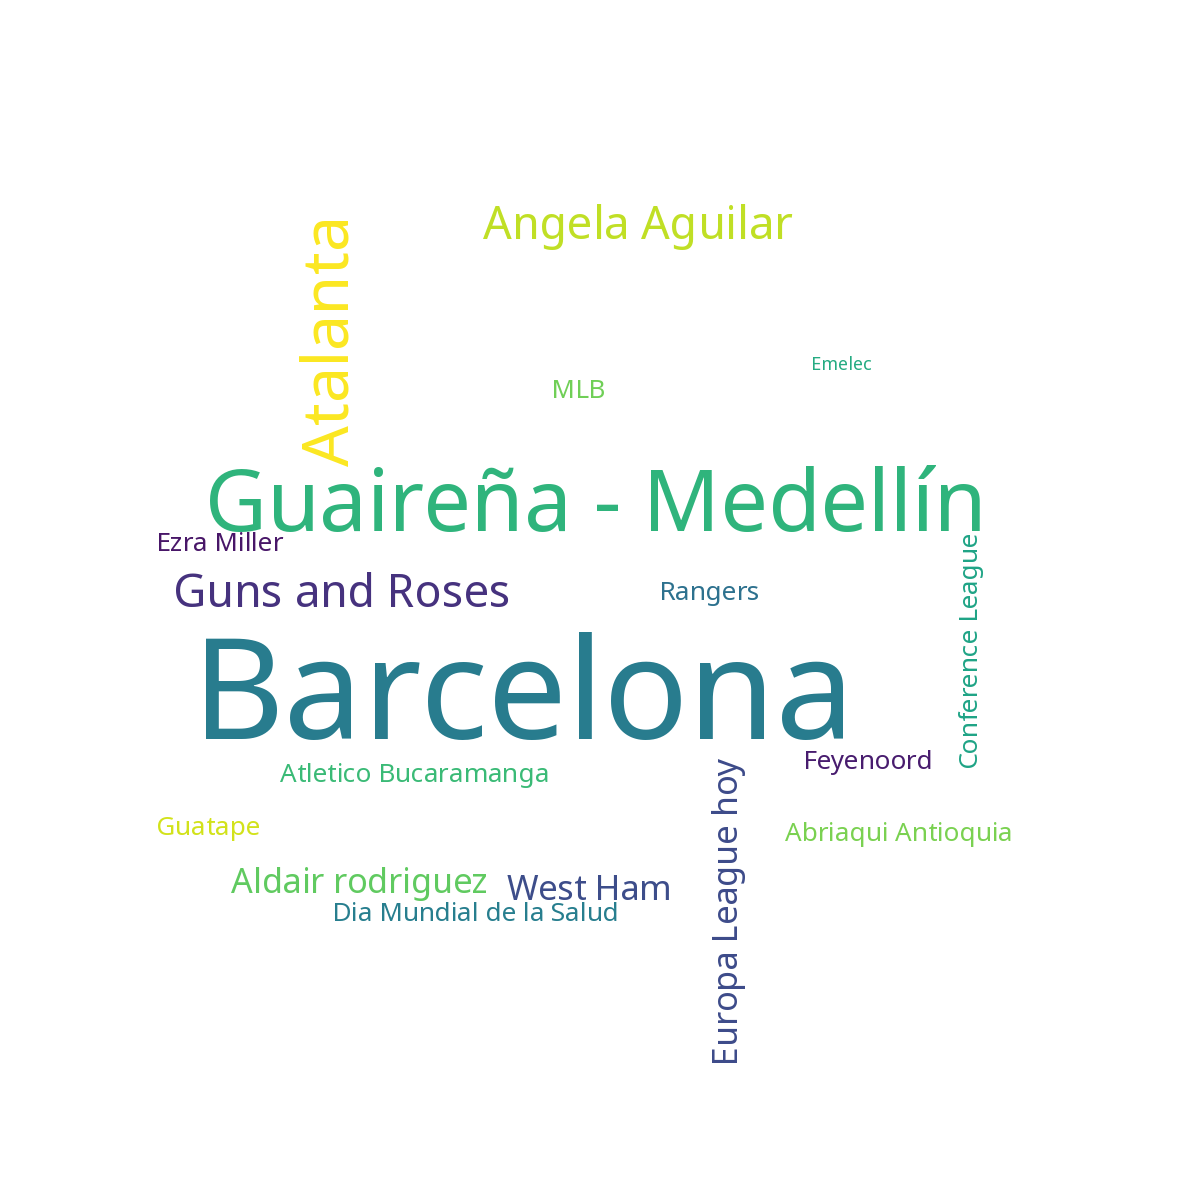 Angela Aguilar
Atalanta
Emelec
MLB
Guaireña - Medellín
Ezra Miller
Conference League
Guns and Roses
Rangers
Barcelona
Feyenoord
Atletico Bucaramanga
Europa League hoy
Guatape
Abriaqui Antioquia
Aldair rodriguez
West Ham
Dia Mundial de la Salud